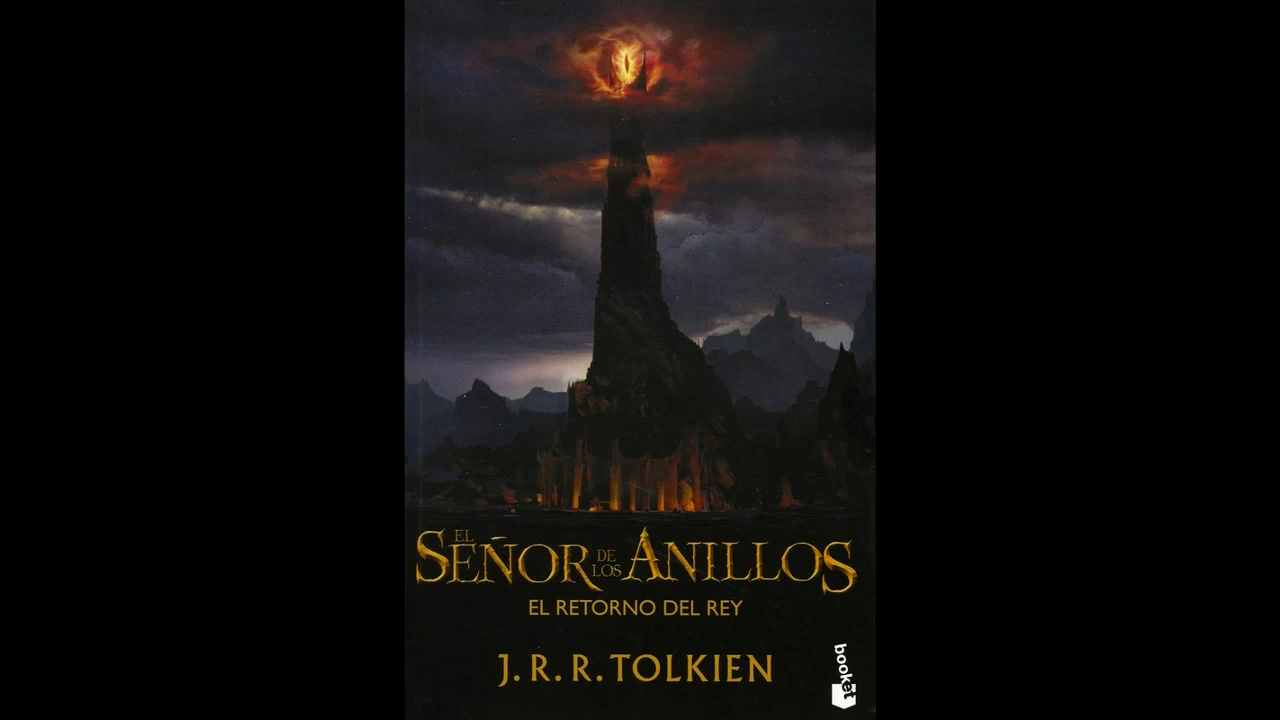 EL SEÑOR DE LOS ANILLOS
EL RETORNO DEL REY
J. R. R. TOLKIEN
booket